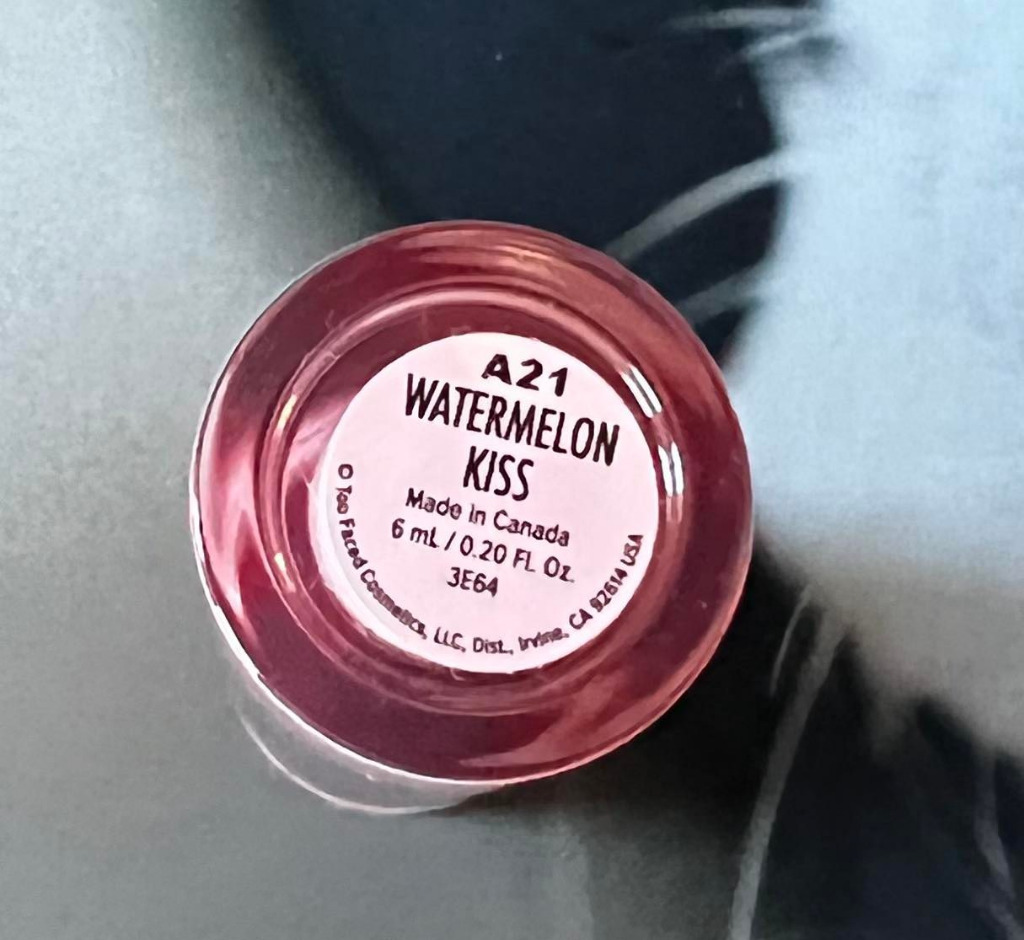 A21
WATERMELON
KISS
Made in Canada
6 mL / 0.20 FL. Oz.
3E64
© Too Faced Cosmetics, LLC, Dist., Irvine, CA 92614 USA